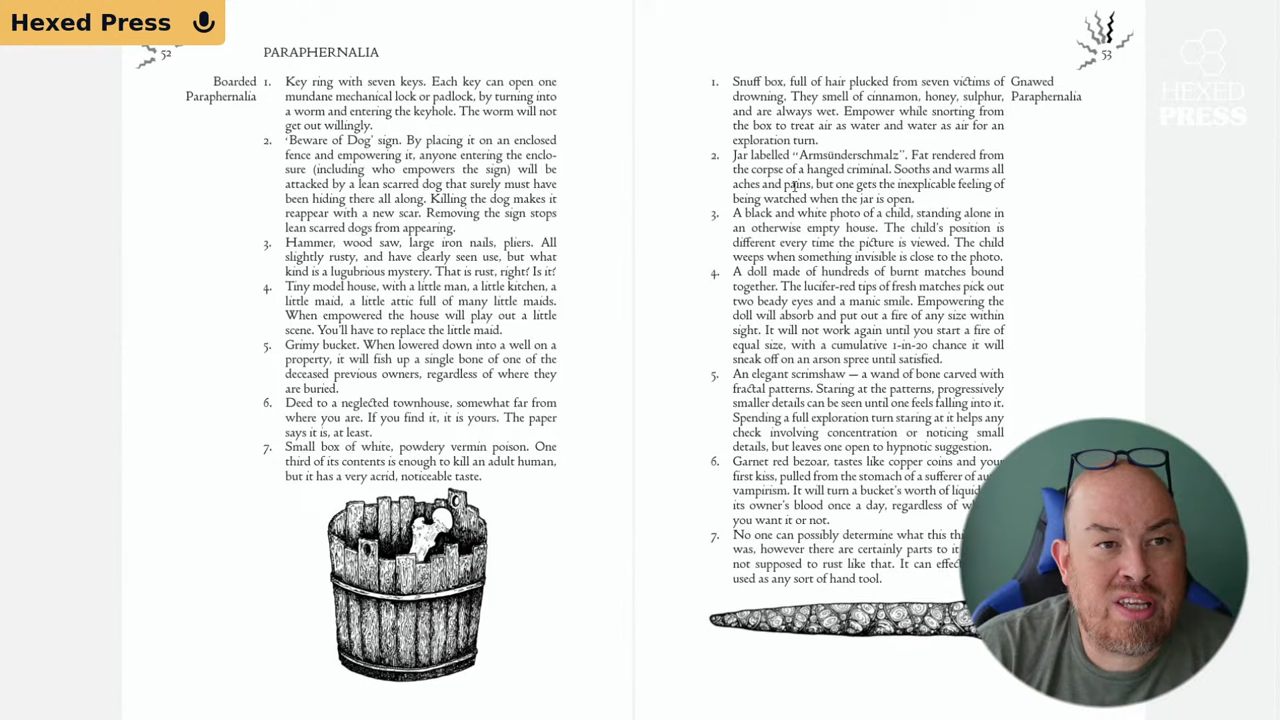 Hexed Press
52
PARAPHERNALIA
Boarded
Paraphernalia
1. Key ring with seven keys. Each key can open one
mundane mechanical lock or padlock, by turning into
a worm and entering the keyhole. The worm will not
get out willingly.
2. 'Beware of Dog' sign. By placing it on an enclosed
fence and empowering it, anyone entering the enclo-
sure (including who empowers the sign) will be
attacked by a lean scarred dog that surely must have
been hiding there all along. Killing the dog makes it
reappear with a new scar. Removing the sign stops
lean scarred dogs from appearing.
3. Hammer, wood saw, large iron nails, pliers. All
slightly rusty, and have clearly seen use, but what
kind is a lugubrious mystery. That is rust, right? Is it?
4. Tiny model house, with a little man, a little kitchen, a
little maid, a little attic full of many little maids.
When empowered the house will play out a little
scene. You'll have to replace the little maid.
5. Grimy bucket. When lowered down into a well on a
property, it will fish up a single bone of one of the
deceased previous owners, regardless of where they
are buried.
6. Deed to a neglected townhouse, somewhat far from
where you are. If you find it, it is yours. The paper
says it is, at least.
7. Small box of white, powdery vermin poison. One
third of its contents is enough to kill an adult human,
but it has a very acrid, noticeable taste.
53
Gnawed
Paraphernalia
1. Snuff box, full of hair plucked from seven victims of
drowning. They smell of cinnamon, honey, sulphur,
and are always wet. Empower while snorting from
the box to treat air as water and water as air for an
exploration turn.
2. Jar labelled "Armsünderschmalz". Fat rendered from
the corpse of a hanged criminal. Sooths and warms all
aches and pains, but one gets the inexplicable feeling of
being watched when the jar is open.
3. A black and white photo of a child, standing alone in
an otherwise empty house. The child's position is
different every time the picture is viewed. The child
weeps when something invisible is close to the photo.
4. A doll made of hundreds of burnt matches bound
together. The lucifer-red tips of fresh matches pick out
two beady eyes and a manic smile. Empowering the
doll will absorb and put out a fire of any size within
sight. It will not work again until you start a fire of
equal size, with a cumulative 1-in-20 chance it will
sneak off on an arson spree until satisfied.
5. An elegant scrimshaw — a wand of bone carved with
fractal patterns. Staring at the patterns, progressively
smaller details can be seen until one feels falling into it.
Spending a full exploration turn staring at it helps any
check involving concentration or noticing small
details, but leaves one open to hypnotic suggestion.
6. Garnet red bezoar, tastes like copper coins and your
first kiss, pulled from the stomach of a sufferer of
vampirism. It will turn a bucket's worth of
its owner's blood once a day, regardless of
you want it or not.
7. No one can possibly determine what this
was, however there are certainly parts to it
not supposed to rust like that. It can
used as any sort of hand tool.
HEXED
PRESS